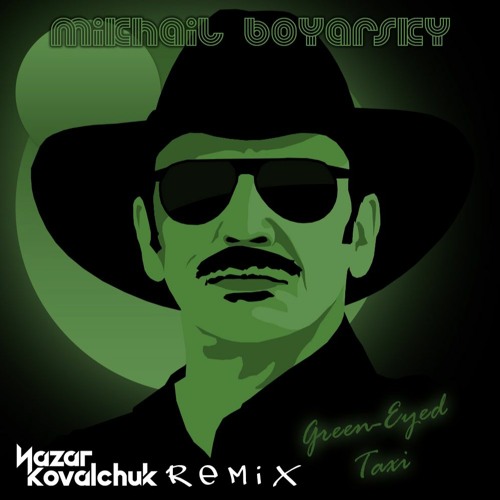 Mikhail Boyarsky
Green-Eyed
Taxi
Nazar
Kovalchuk Remix